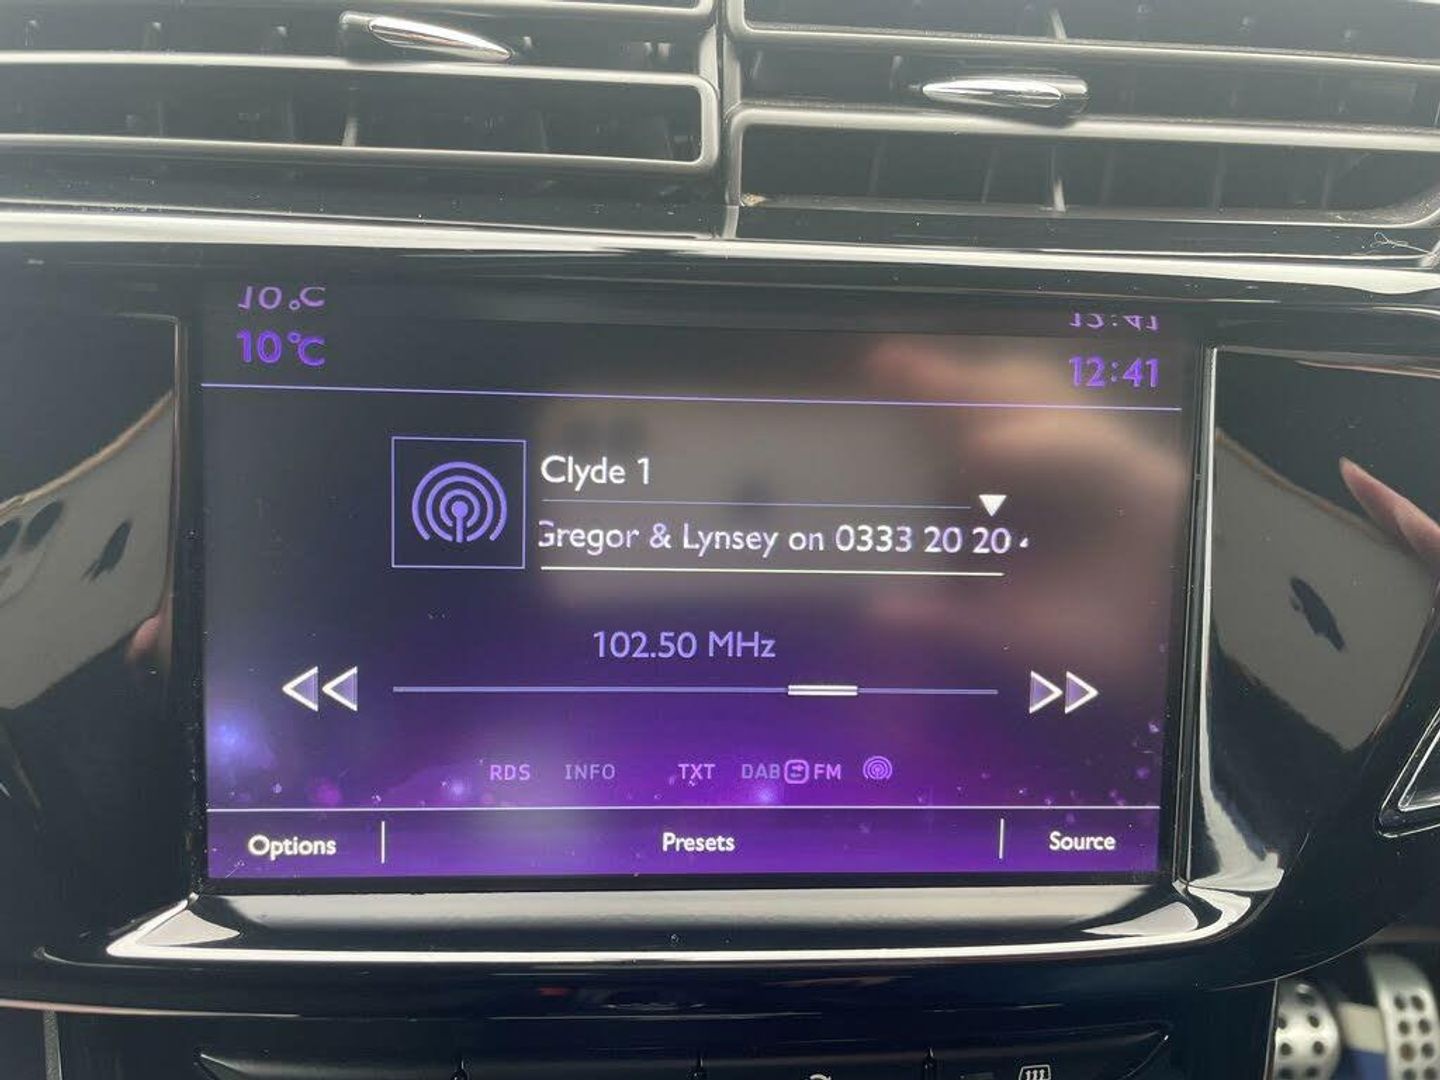 10°C
12:41
Clyde 1
Gregor & Lynsey on 0333 20 20
102.50 MHz
RDS INFO TXT DAB FM
Options Presets Source